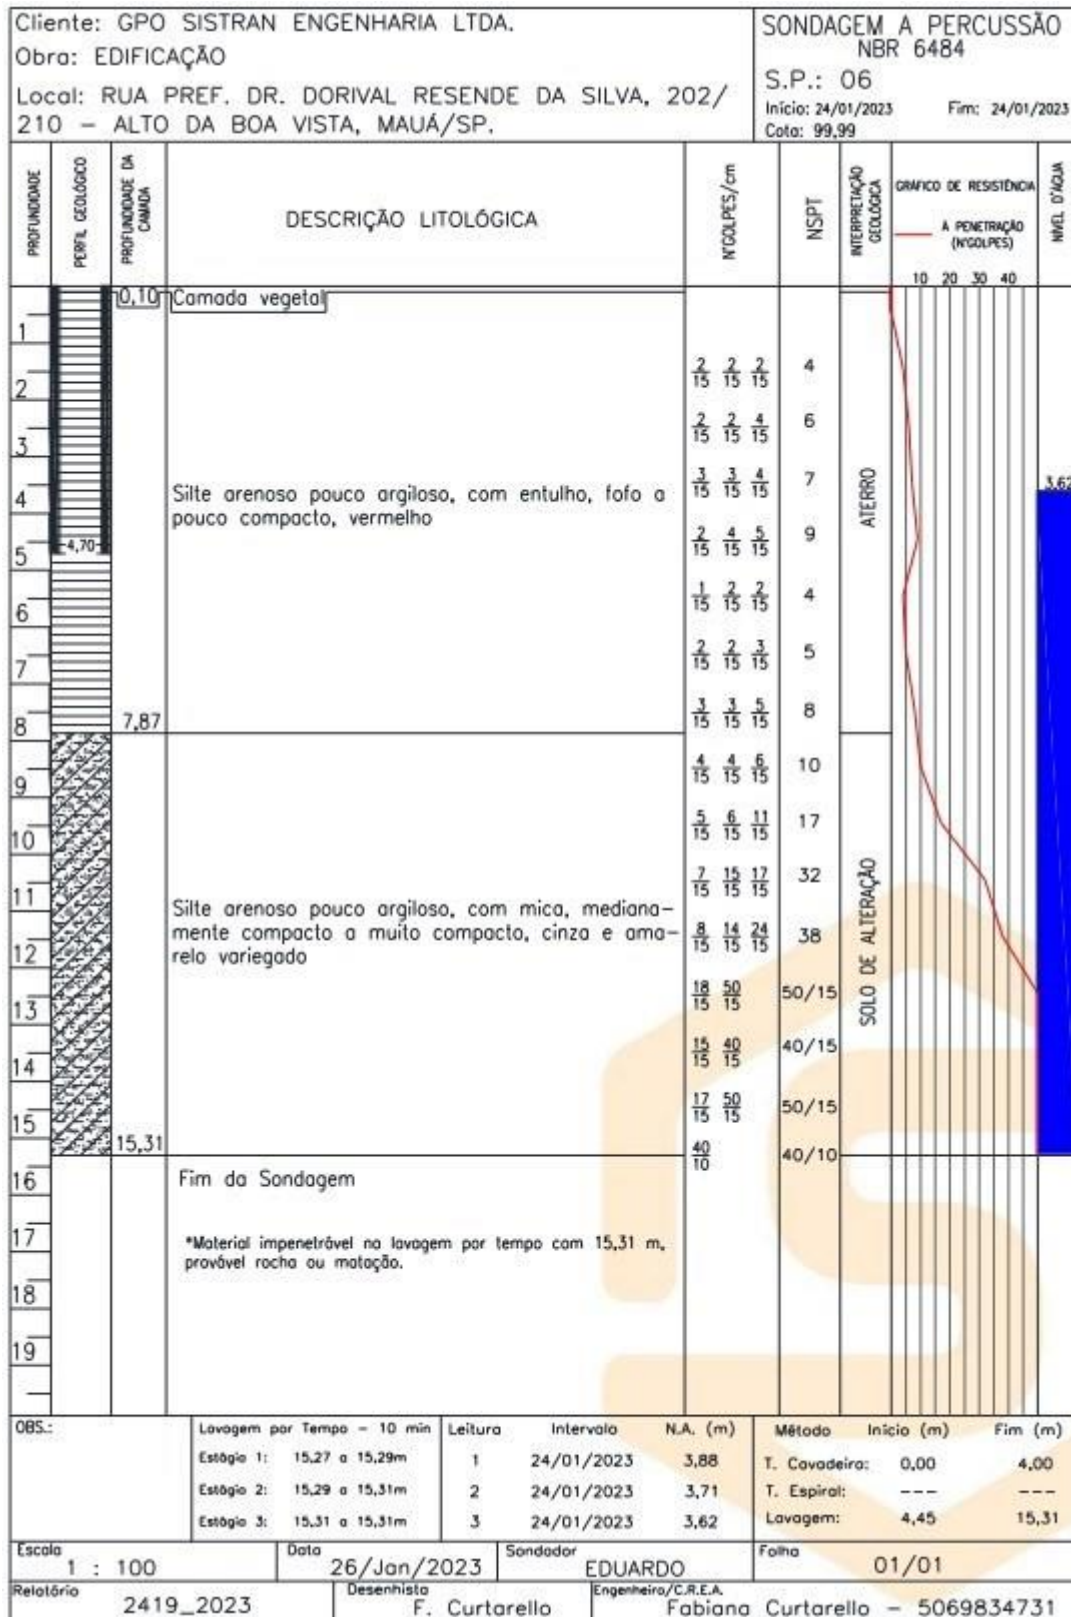 Cliente: GPO SISTRAN ENGENHARIA LTDA.
Obra: EDIFICAÇÃO
Local: RUA PREF. DR. DORIVAL RESENDE DA SILVA, 202/
210 – ALTO DA BOA VISTA, MAUÁ/SP.
SONDAGEM A PERCUSSÃO
NBR 6484
S.P.: 06
Início: 24/01/2023 Fim: 24/01/2023
Cota: 99,99
PROFUNDIDADE
PERFIL GEOLÓGICO
PROFUNDIDADE DA CAMADA
DESCRIÇÃO LITOLÓGICA
N'GOLPES/cm
NSPT
INTERPRETAÇÃO GEOLÓGICA
GRÁFICO DE RESISTÊNCIA
À PENETRAÇÃO
(N'GOLPES)
10 20 30 40
NIVEL D'ÁGUA
0,10 Camada vegetal
1
2/15 2/15 2/15 4
2
2/15 2/15 4/15 6
3
3/15 3/15 4/15 7
4
3,62
Silte arenoso pouco argiloso, com entulho, fofo a
pouco compacto, vermelho
ATERRO
2/15 4/15 5/15 9
4,70
5
1/15 2/15 2/15 4
6
2/15 2/15 3/15 5
7
3/15 3/15 5/15 8
8
7,87
4/15 4/15 6/15 10
9
5/15 6/15 11/15 17
10
7/15 15/15 17/15 32
11
Silte arenoso pouco argiloso, com mica, mediana–
mente compacto a muito compacto, cinza e ama–
relo variegado
SOLO DE ALTERAÇÃO
8/15 14/15 24/15 38
12
18/15 50/15 50/15
13
15/15 40/15 40/15
14
17/15 50/15 50/15
15
15,31
40/10 40/10
16
Fim da Sondagem
17
*Material impenetrável na lavagem por tempo com 15,31 m,
provável rocha ou matação.
18
19
OBS.:
Lavagem por Tempo – 10 min
Estágio 1: 15,27 a 15,29m
Estágio 2: 15,29 a 15,31m
Estágio 3: 15,31 a 15,31m
Leitura Intervalo N.A. (m)
1 24/01/2023 3,88
2 24/01/2023 3,71
3 24/01/2023 3,62
Método Início (m) Fim (m)
T. Cavadeira: 0,00 4,00
T. Espiral: --- ---
Lavagem: 4,45 15,31
Escala
1 : 100
Data
26/Jan/2023
Sondador
EDUARDO
Folha
01/01
Relatório
2419_2023
Desenhista
F. Curtarello
Engenheiro/C.R.E.A.
Fabiana Curtarello – 5069834731